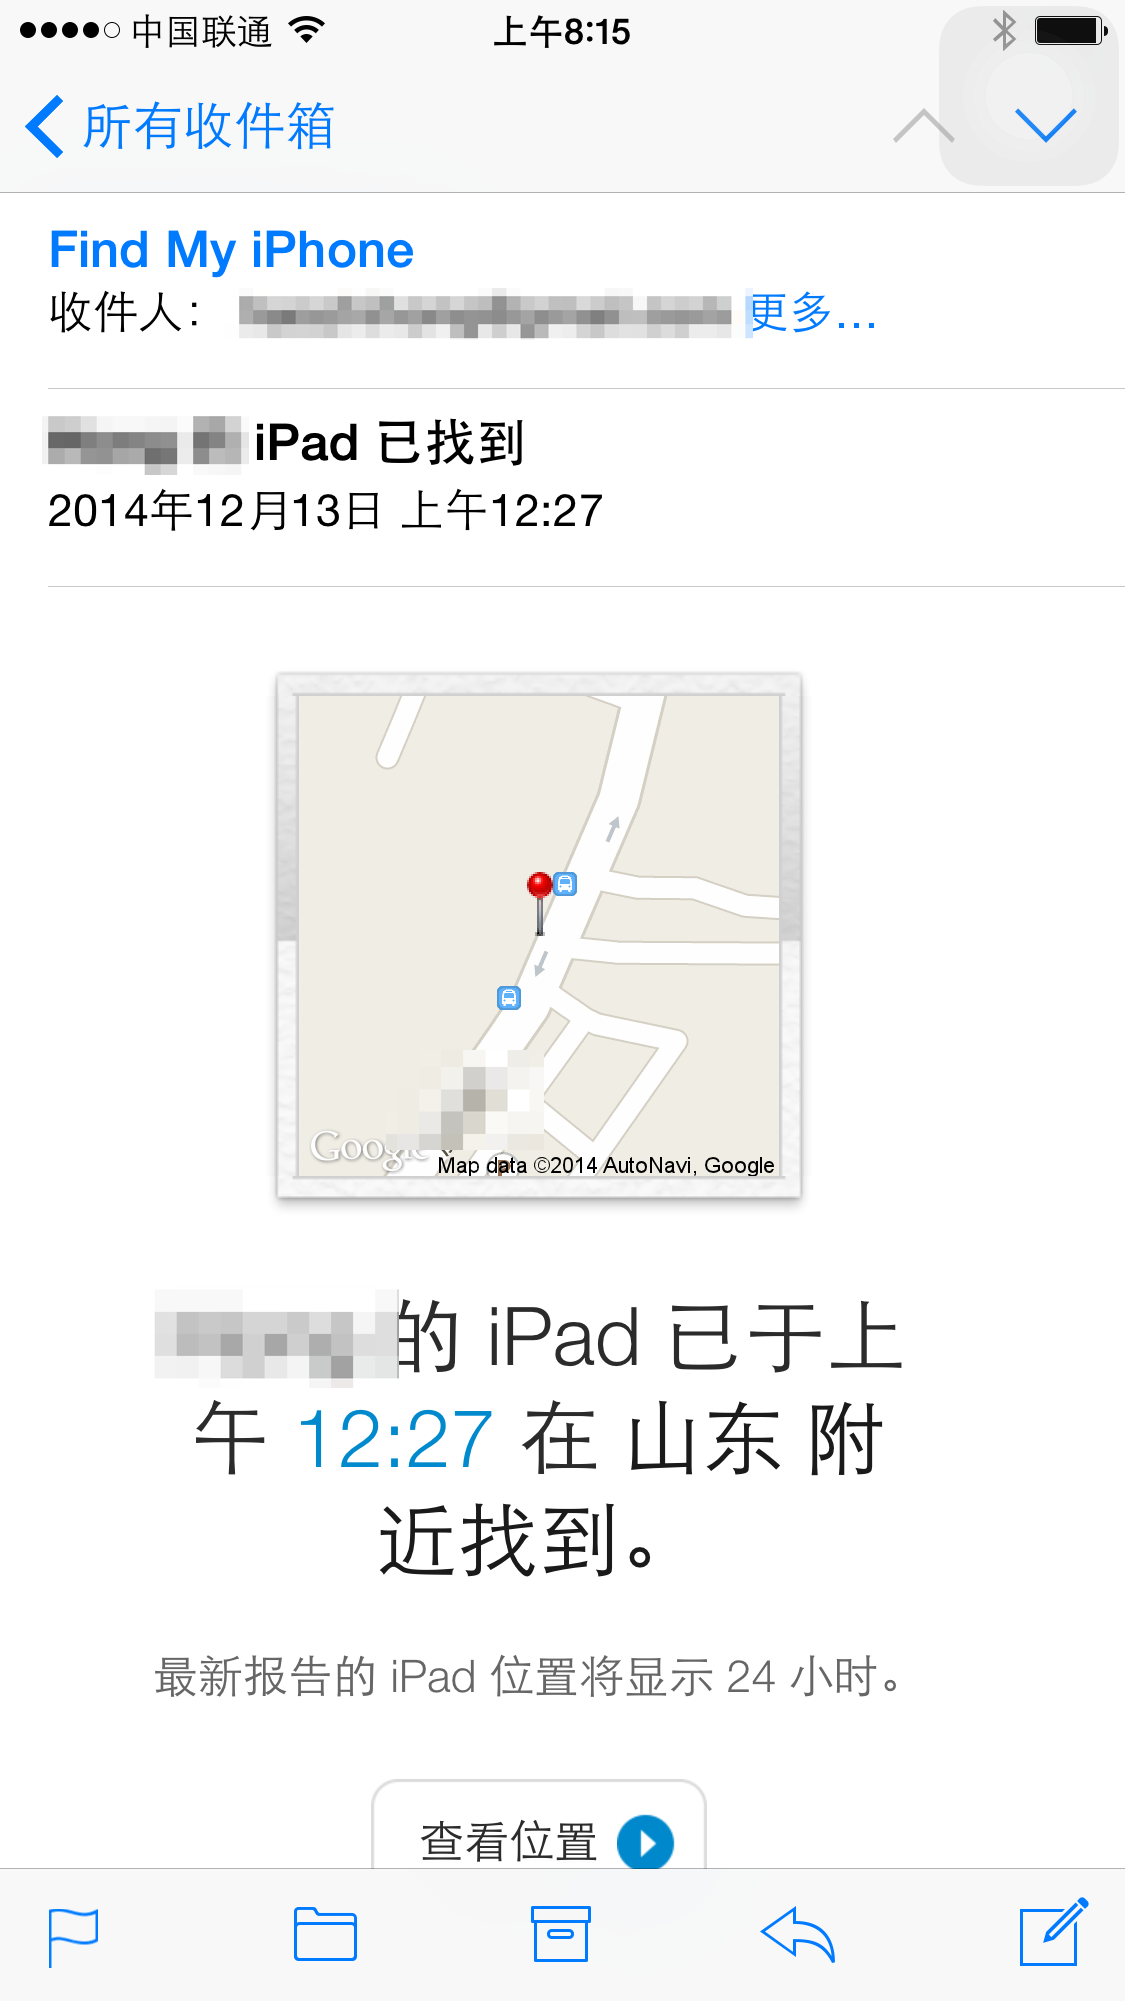 中国联通 上午8:15
所有收件箱
Find My iPhone
收件人： 更多...
iPad 已找到
2014年12月13日 上午12:27
Google
Map data ©2014 AutoNavi, Google
的 iPad 已于上
午 12:27 在 山东 附
近找到。
最新报告的 iPad 位置将显示 24 小时。
查看位置